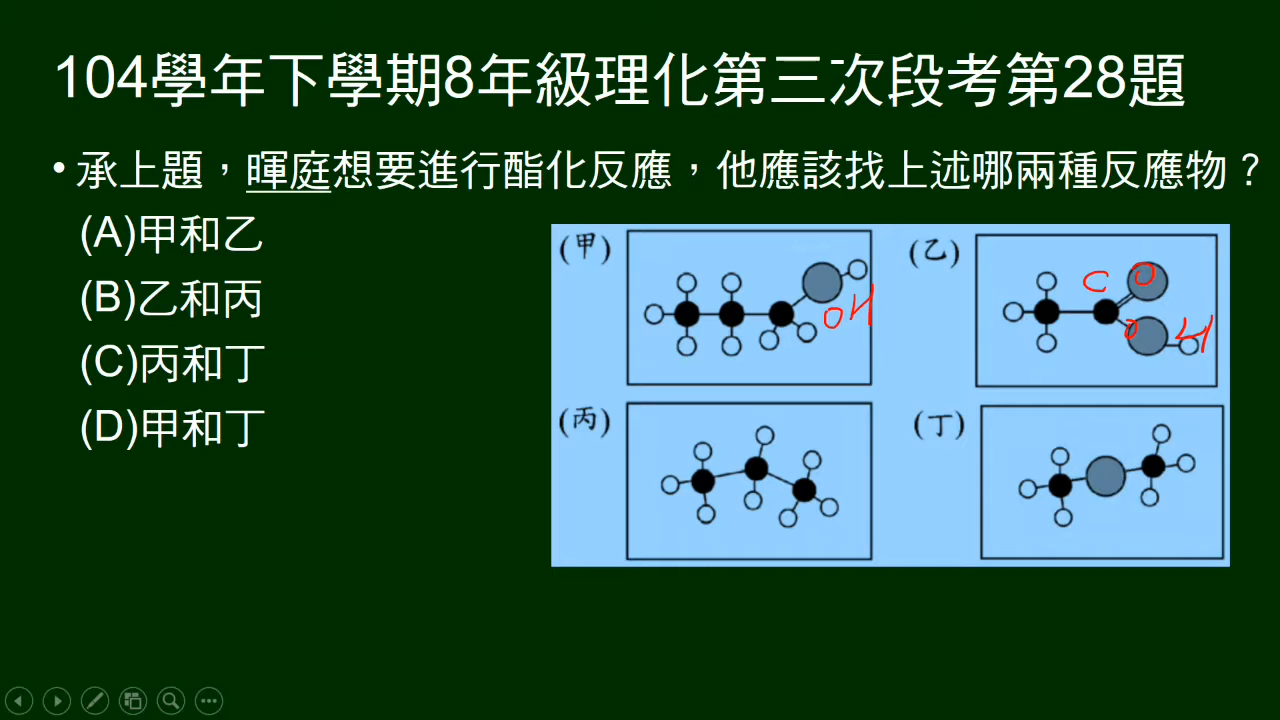 104學年下學期8年級理化第三次段考第28題
• 承上題，暉庭想要進行酯化反應，他應該找上述哪兩種反應物？
(A)甲和乙
(B)乙和丙
(C)丙和丁
(D)甲和丁
(甲)
OH
(乙)
C O
O H
(丙)
(丁)